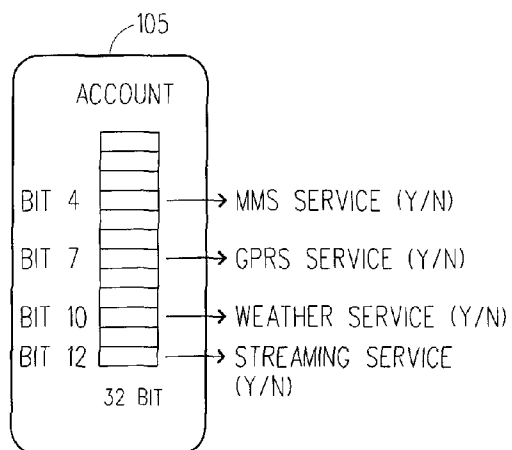 105
ACCOUNT
BIT 4 MMS SERVICE (Y/N)
BIT 7 GPRS SERVICE (Y/N)
BIT 10 WEATHER SERVICE (Y/N)
BIT 12 STREAMING SERVICE
(Y/N)
32 BIT